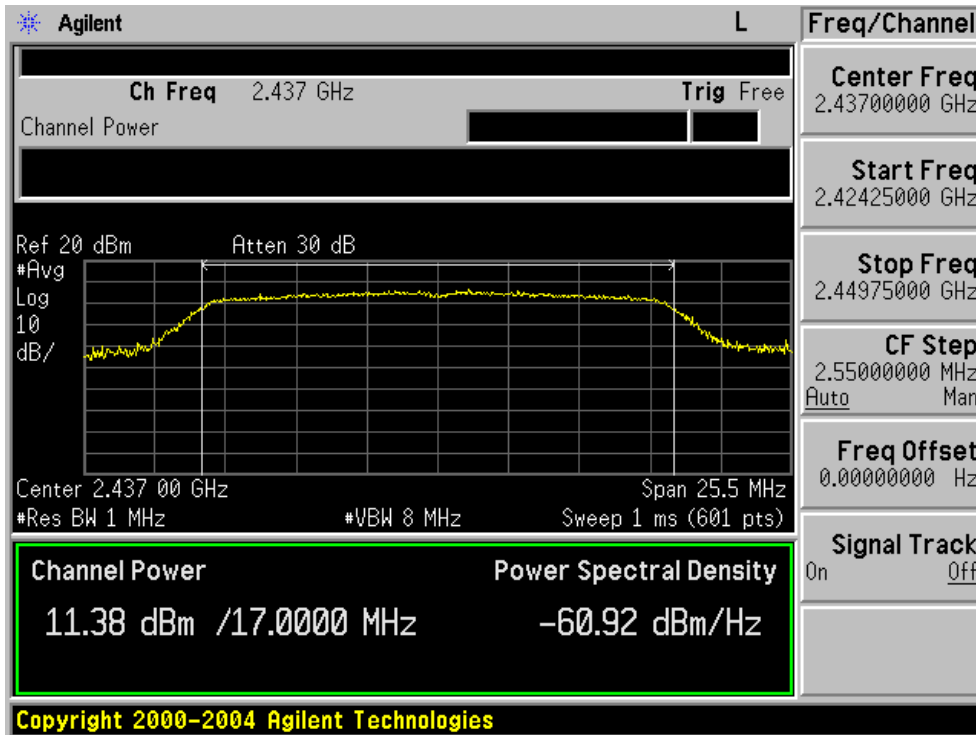 Agilent L
Freq/Channel
Ch Freq 2.437 GHz Trig Free
Channel Power
Ref 20 dBm Atten 30 dB
#Avg
Log
10
dB/
Center 2.437 00 GHz Span 25.5 MHz
#Res BW 1 MHz #VBW 8 MHz Sweep 1 ms (601 pts)
Channel Power Power Spectral Density
11.38 dBm /17.0000 MHz -60.92 dBm/Hz
Copyright 2000-2004 Agilent Technologies
Center Freq
2.43700000 GHz
Start Freq
2.42425000 GHz
Stop Freq
2.44975000 GHz
CF Step
2.55000000 MHz
Auto Man
Freq Offset
0.00000000 Hz
Signal Track
On Off